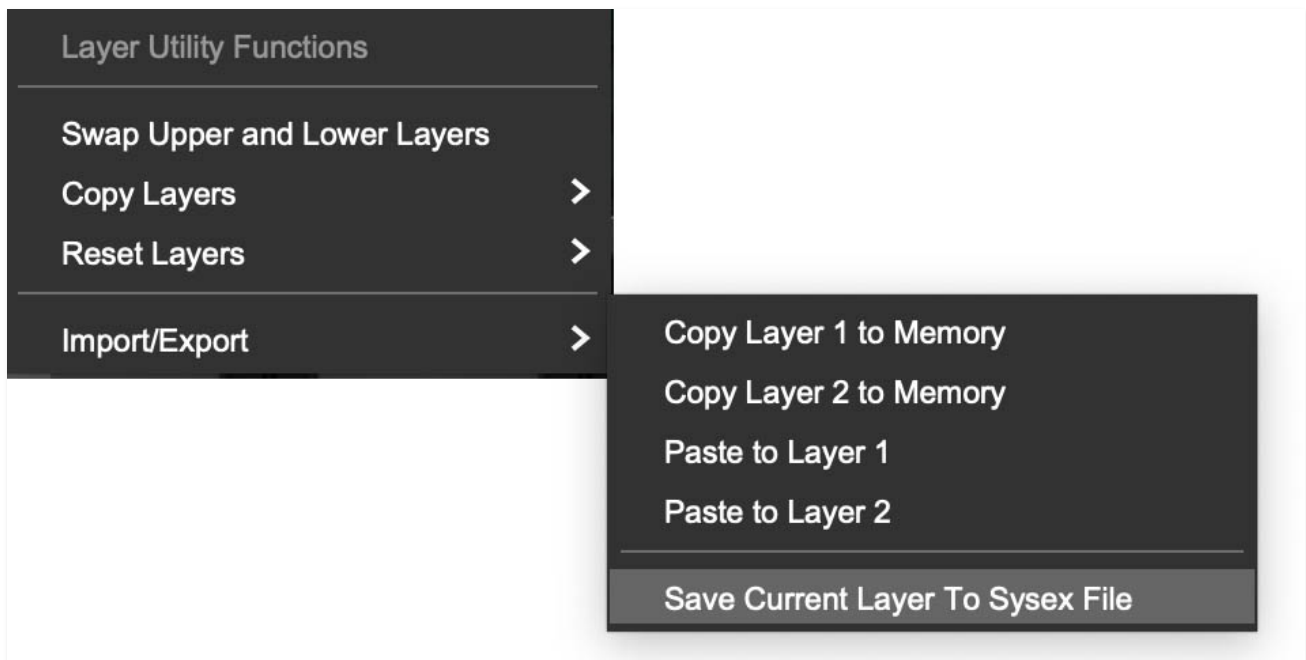 Layer Utility Functions
Swap Upper and Lower Layers
Copy Layers
Reset Layers
Import/Export
Copy Layer 1 to Memory
Copy Layer 2 to Memory
Paste to Layer 1
Paste to Layer 2
Save Current Layer To Sysex File